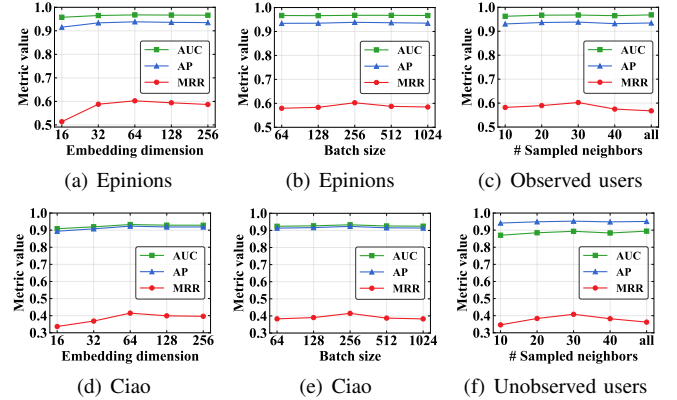 1.0
0.9
0.8
0.7
0.6
0.5
Metric value
AUC
AP
MRR
16 32 64 128 256
Embedding dimension
(a) Epinions
1.0
0.9
0.8
0.7
0.6
0.5
Metric value
AUC
AP
MRR
64 128 256 512 1024
Batch size
(b) Epinions
1.0
0.9
0.8
0.7
0.6
0.5
Metric value
AUC
AP
MRR
10 20 30 40 all
# Sampled neighbors
(c) Observed users
1.0
0.9
0.8
0.7
0.6
0.5
0.4
0.3
Metric value
AUC
AP
MRR
16 32 64 128 256
Embedding dimension
(d) Ciao
1.0
0.9
0.8
0.7
0.6
0.5
0.4
0.3
Metric value
AUC
AP
MRR
64 128 256 512 1024
Batch size
(e) Ciao
1.0
0.9
0.8
0.7
0.6
0.5
0.4
0.3
Metric value
AUC
AP
MRR
10 20 30 40 all
# Sampled neighbors
(f) Unobserved users